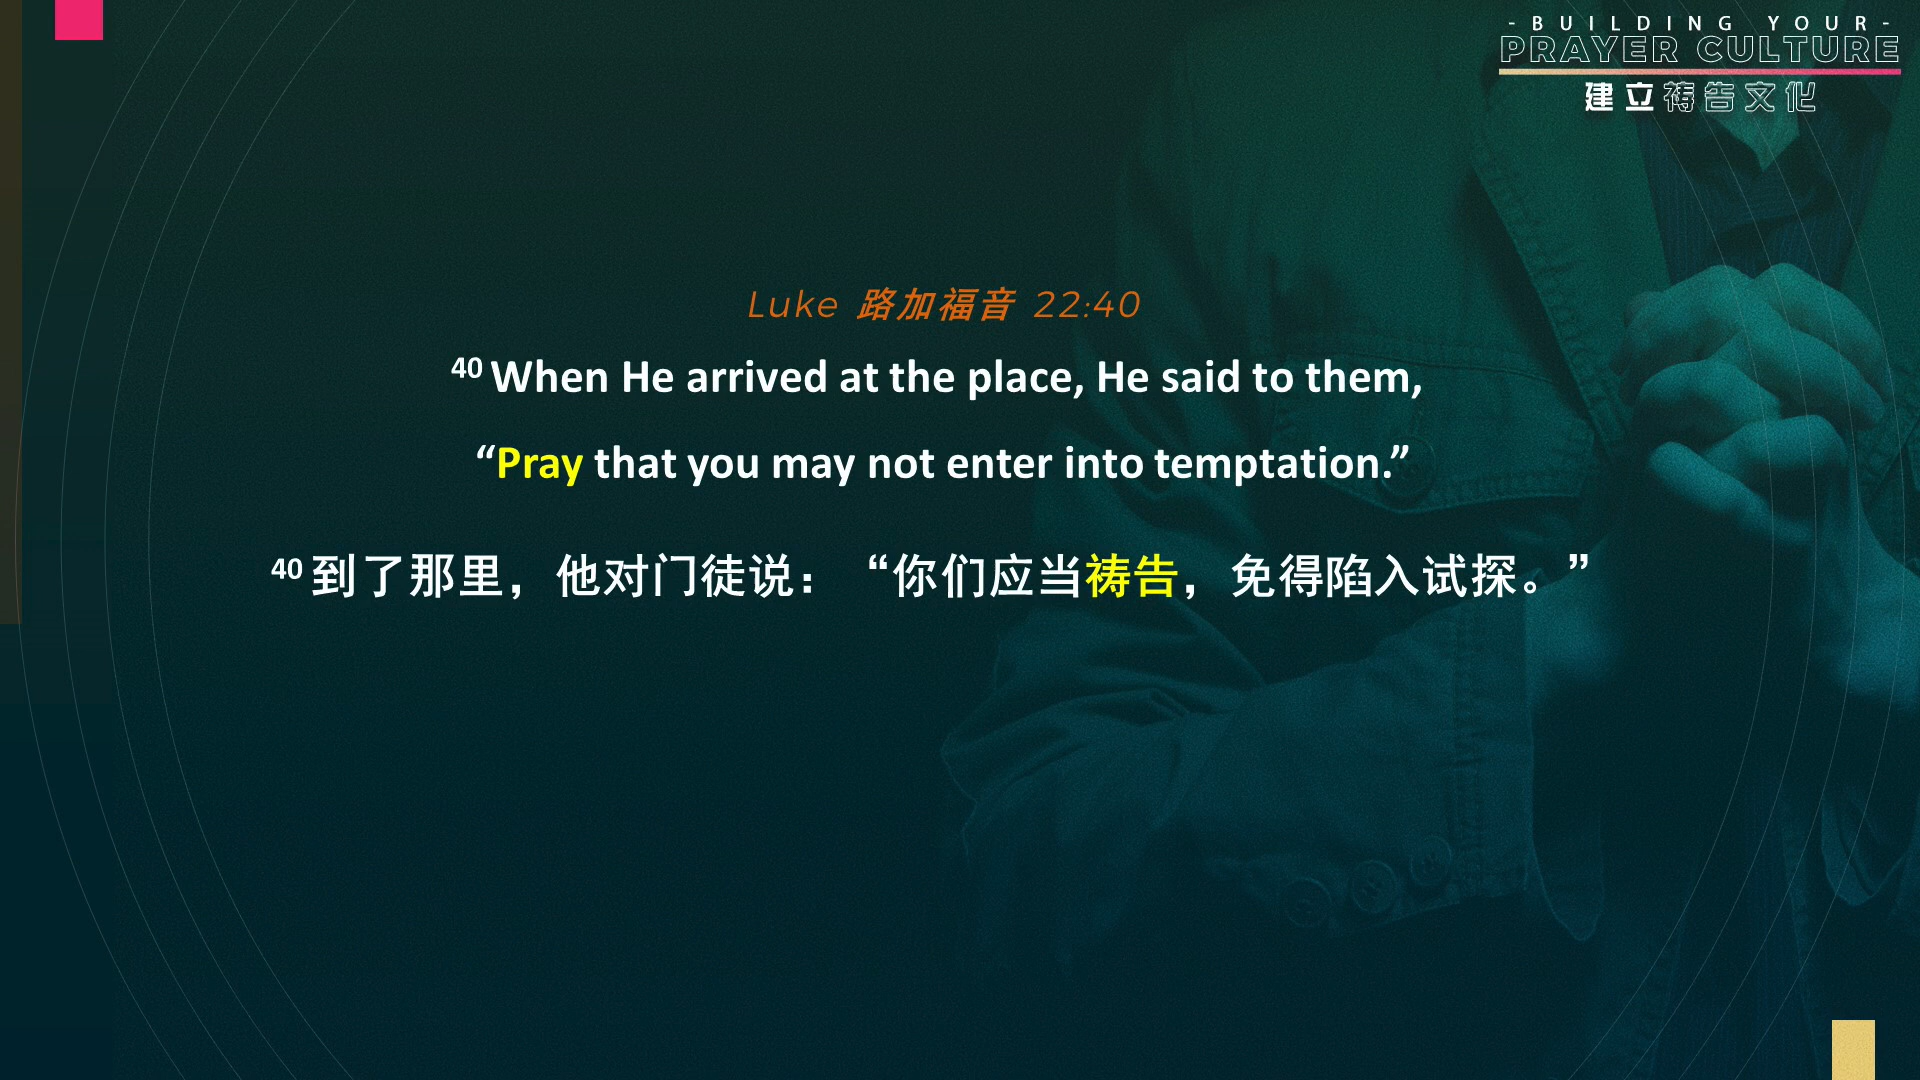 - BUILDING YOUR -
PRAYER CULTURE
建立祷告文化
Luke 路加福音 22:40
40 When He arrived at the place, He said to them,
“Pray that you may not enter into temptation.”
40 到了那里，他对门徒说：“你们应当祷告，免得陷入试探。”